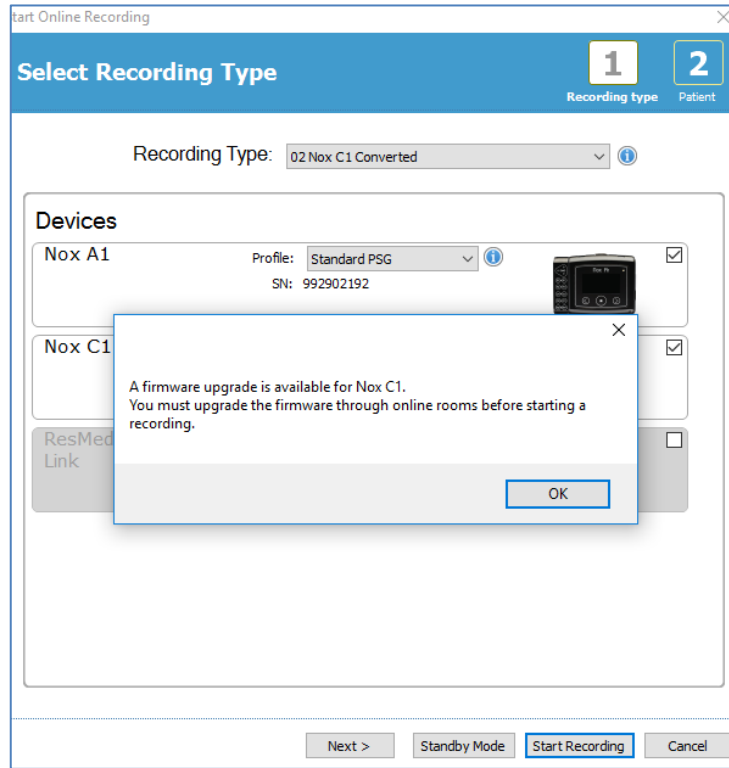 tart Online Recording
Select Recording Type
1
Recording type
2
Patient
Recording Type: 02 Nox C1 Converted
Devices
Nox A1
Profile: Standard PSG
SN: 992902192
Nox C1
A firmware upgrade is available for Nox C1.
You must upgrade the firmware through online rooms before starting a
recording.
OK
ResMed
Link
Next >
Standby Mode
Start Recording
Cancel